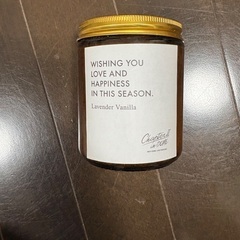 WISHING YOU
LOVE AND
HAPPINESS
IN THIS SEASON.
Lavender Vanilla